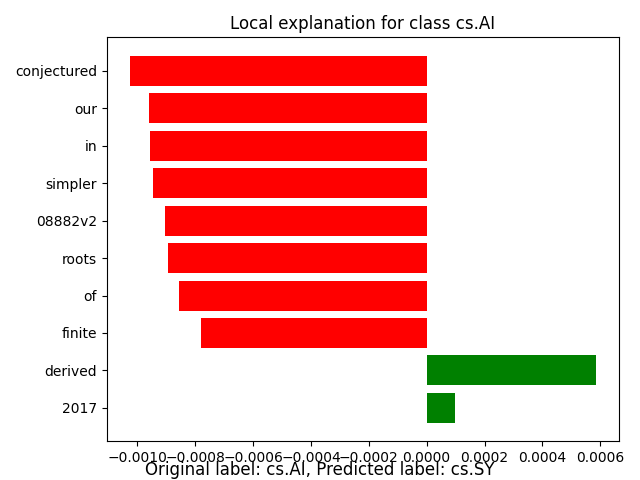 Local explanation for class cs.AI
conjectured
our
in
simpler
08882v2
roots
of
finite
derived
2017
−0.0010 −0.0008 −0.0006 −0.0004 −0.0002 0.0000 0.0002 0.0004 0.0006
Original label: cs.AI, Predicted label: cs.SY